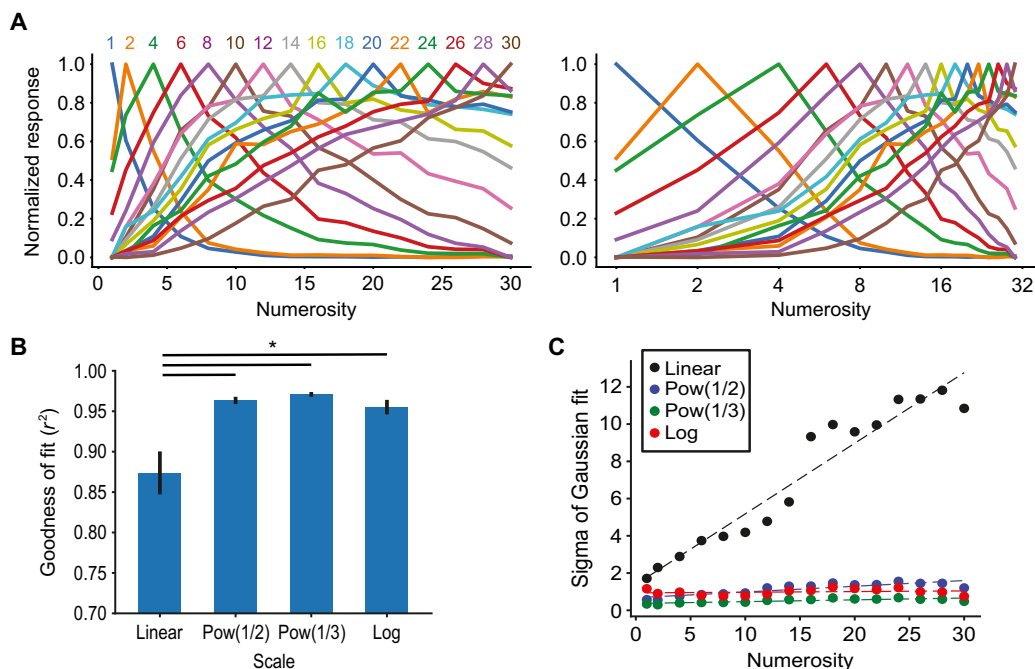 A
1 2 4 6 8 10 12 14 16 18 20 22 24 26 28 30
Normalized response
1.0
0.8
0.6
0.4
0.2
0.0
0 5 10 15 20 25 30
Numerosity
1.0
0.8
0.6
0.4
0.2
0.0
1 2 4 8 16 32
Numerosity
B
*
Goodness of fit (r²)
1.00
0.95
0.90
0.85
0.80
0.75
0.70
Linear Pow(1/2) Pow(1/3) Log
Scale
C
Linear
Pow(1/2)
Pow(1/3)
Log
Sigma of Gaussian fit
12
10
8
6
4
2
0
0 5 10 15 20 25 30
Numerosity